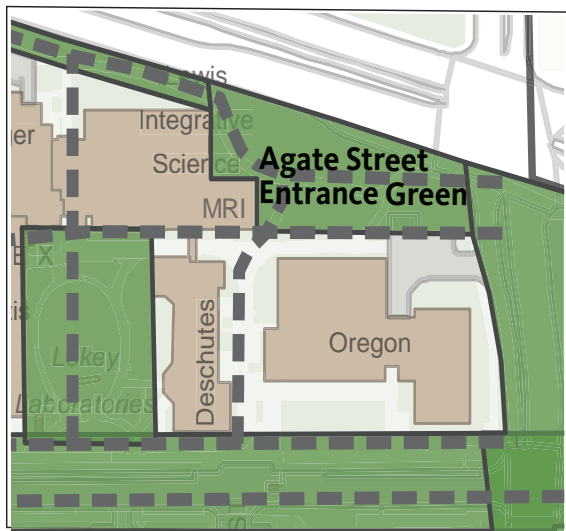 Lewis
Integrative
Science
MRI
Agate Street
Entrance Green
Lokey
Laboratories
Deschutes
Oregon